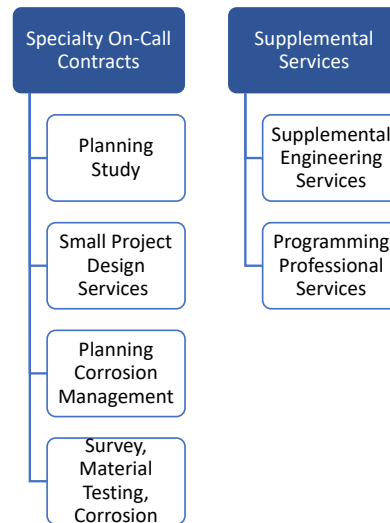 Specialty On-Call
Contracts
Planning
Study
Small Project
Design
Services
Planning
Corrosion
Management
Survey,
Material
Testing,
Corrosion
Supplemental
Services
Supplemental
Engineering
Services
Programming
Professional
Services